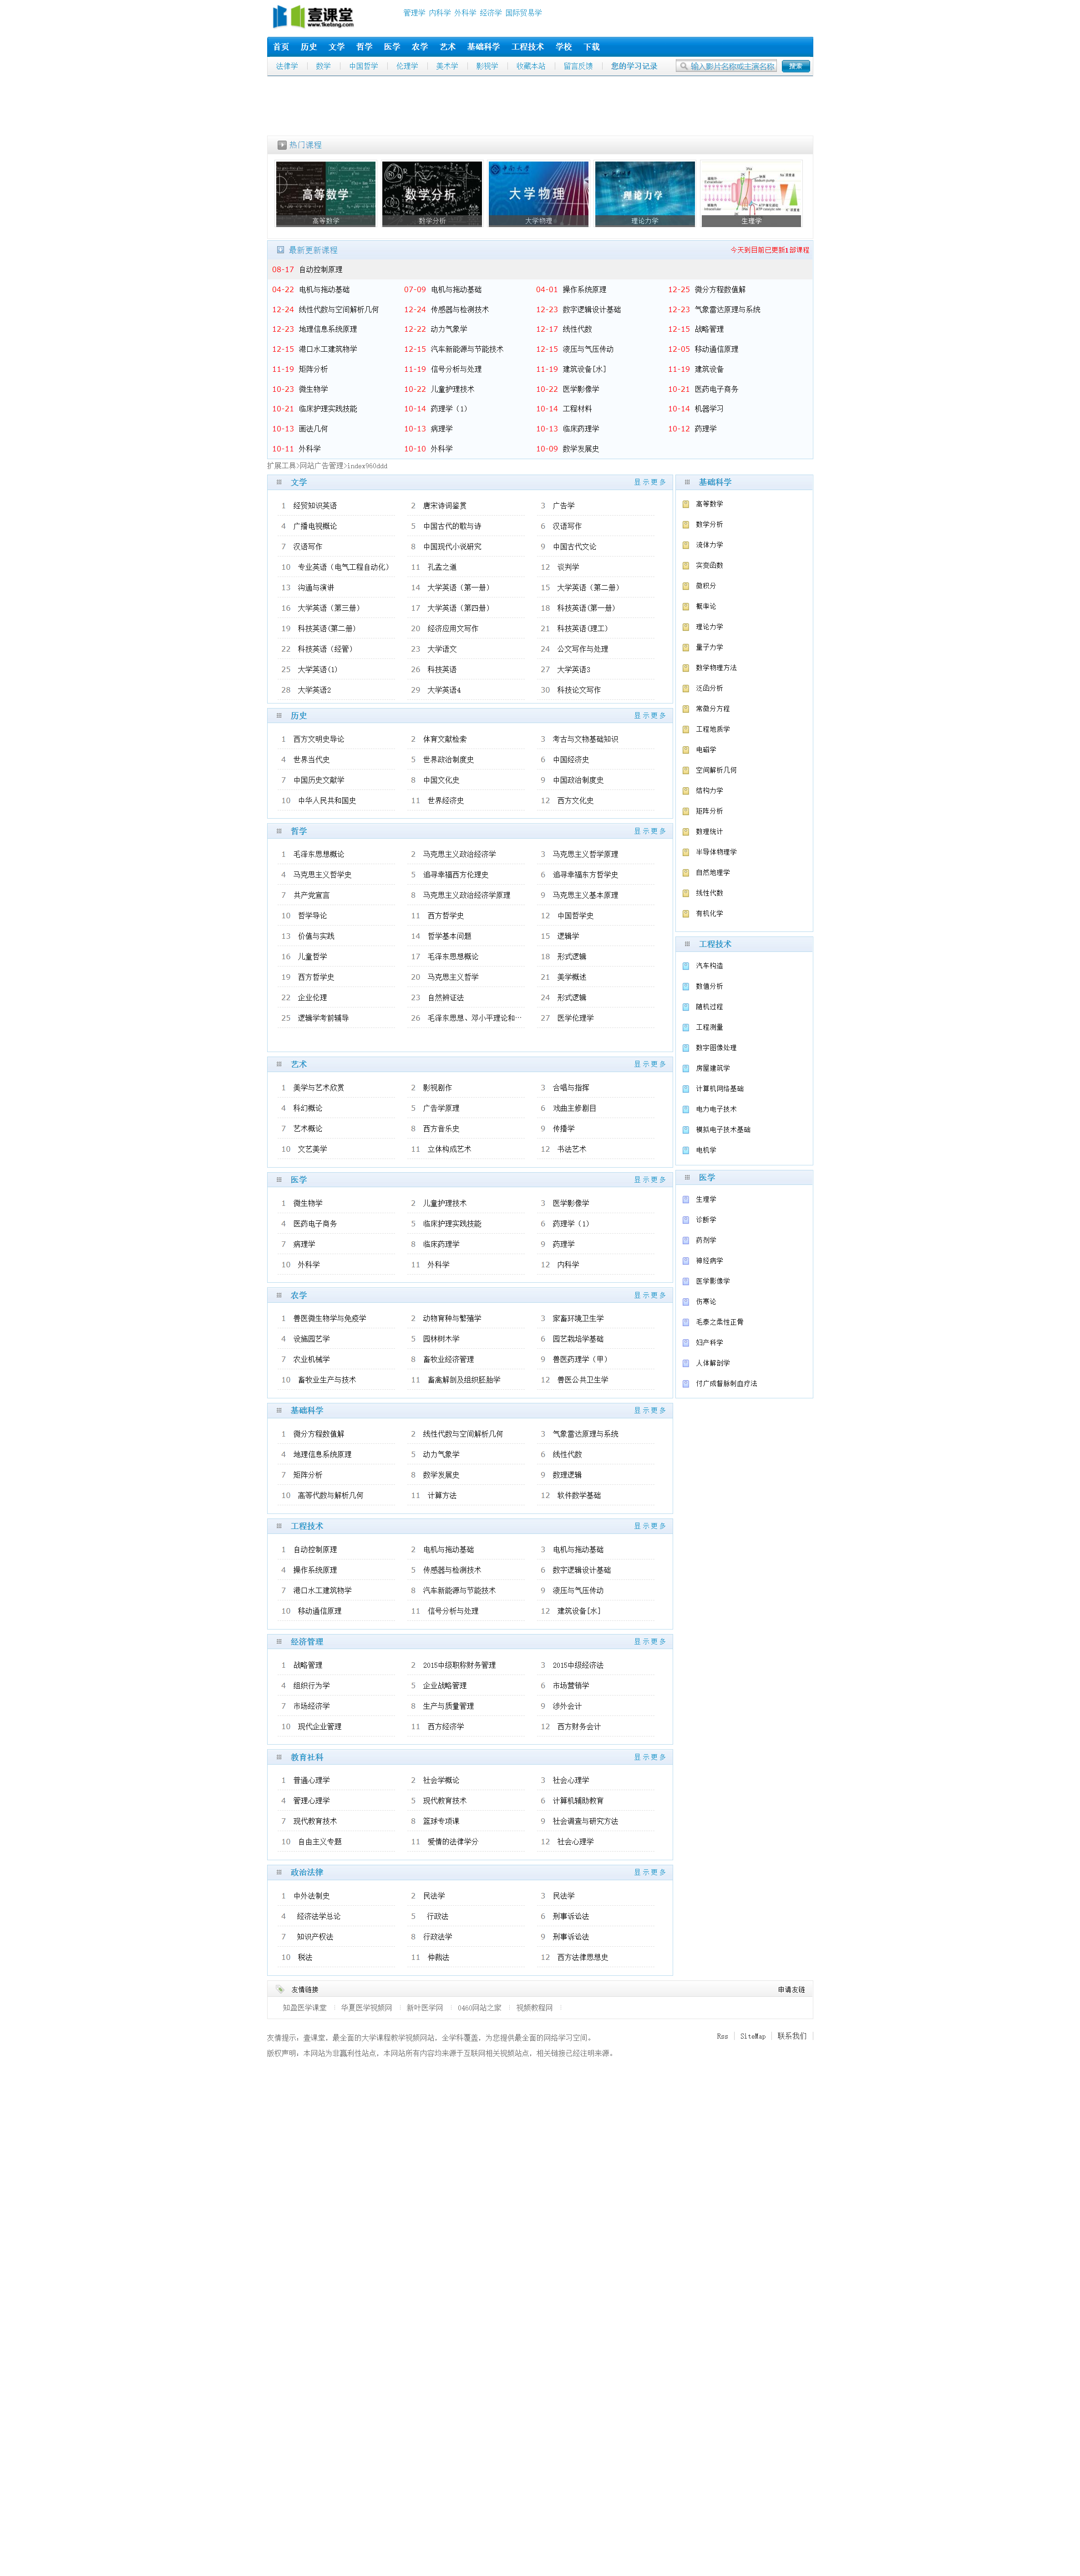 壹课堂
www.1ketang.com
管理学 内科学 外科学 经济学 国际贸易学
首页 历史 文学 哲学 医学 农学 艺术 基础科学 工程技术 学校 下载
法律学 数学 中国哲学 伦理学 美术学 影视学 收藏本站 留言反馈 您的学习记录 输入影片名称或主演名称 搜索
热门课程
高等数学 数学分析 大学物理 理论力学
高等数学 数学分析 大学物理 理论力学 生理学
最新更新课程 今天到目前已更新1部课程
08-17 自动控制原理
04-22 电机与拖动基础 07-09 电机与拖动基础 04-01 操作系统原理 12-25 微分方程数值解
12-24 线性代数与空间解析几何 12-24 传感器与检测技术 12-23 数字逻辑设计基础 12-23 气象雷达原理与系统
12-23 地理信息系统原理 12-22 动力气象学 12-17 线性代数 12-15 战略管理
12-15 港口水工建筑物学 12-15 汽车新能源与节能技术 12-15 液压与气压传动 12-05 移动通信原理
11-19 矩阵分析 11-19 信号分析与处理 11-19 建筑设备[水] 11-19 建筑设备
10-23 微生物学 10-22 儿童护理技术 10-22 医学影像学 10-21 医药电子商务
10-21 临床护理实践技能 10-14 药理学（1） 10-14 工程材料 10-14 机器学习
10-13 画法几何 10-13 病理学 10-13 临床药理学 10-12 药理学
10-11 外科学 10-10 外科学 10-09 数学发展史
扩展工具>网站广告管理>index960ddd
文学 显示更多
1 经贸知识英语 2 唐宋诗词鉴赏 3 广告学
4 广播电视概论 5 中国古代的歌与诗 6 汉语写作
7 汉语写作 8 中国现代小说研究 9 中国古代文论
10 专业英语（电气工程自动化） 11 孔孟之道 12 谈判学
13 沟通与演讲 14 大学英语（第一册） 15 大学英语（第二册）
16 大学英语（第三册） 17 大学英语（第四册） 18 科技英语(第一册)
19 科技英语(第二册) 20 经济应用文写作 21 科技英语(理工)
22 科技英语（经管） 23 大学语文 24 公文写作与处理
25 大学英语(1) 26 科技英语 27 大学英语3
28 大学英语2 29 大学英语4 30 科技论文写作
历史 显示更多
1 西方文明史导论 2 体育文献检索 3 考古与文物基础知识
4 世界当代史 5 世界政治制度史 6 中国经济史
7 中国历史文献学 8 中国文化史 9 中国政治制度史
10 中华人民共和国史 11 世界经济史 12 西方文化史
哲学 显示更多
1 毛泽东思想概论 2 马克思主义政治经济学 3 马克思主义哲学原理
4 马克思主义哲学史 5 追寻幸福西方伦理史 6 追寻幸福东方哲学史
7 共产党宣言 8 马克思主义政治经济学原理 9 马克思主义基本原理
10 哲学导论 11 西方哲学史 12 中国哲学史
13 价值与实践 14 哲学基本问题 15 逻辑学
16 儿童哲学 17 毛泽东思想概论 18 形式逻辑
19 西方哲学史 20 马克思主义哲学 21 美学概述
22 企业伦理 23 自然辨证法 24 形式逻辑
25 逻辑学考前辅导 26 毛泽东思想、邓小平理论和… 27 医学伦理学
艺术 显示更多
1 美学与艺术欣赏 2 影视剧作 3 合唱与指挥
4 科幻概论 5 广告学原理 6 戏曲主修剧目
7 艺术概论 8 西方音乐史 9 传播学
10 文艺美学 11 立体构成艺术 12 书法艺术
医学 显示更多
1 微生物学 2 儿童护理技术 3 医学影像学
4 医药电子商务 5 临床护理实践技能 6 药理学（1）
7 病理学 8 临床药理学 9 药理学
10 外科学 11 外科学 12 内科学
农学 显示更多
1 兽医微生物学与免疫学 2 动物育种与繁殖学 3 家畜环境卫生学
4 设施园艺学 5 园林树木学 6 园艺栽培学基础
7 农业机械学 8 畜牧业经济管理 9 兽医药理学（甲）
10 畜牧业生产与技术 11 畜禽解剖及组织胚胎学 12 兽医公共卫生学
基础科学 显示更多
1 微分方程数值解 2 线性代数与空间解析几何 3 气象雷达原理与系统
4 地理信息系统原理 5 动力气象学 6 线性代数
7 矩阵分析 8 数学发展史 9 数理逻辑
10 高等代数与解析几何 11 计算方法 12 软件数学基础
工程技术 显示更多
1 自动控制原理 2 电机与拖动基础 3 电机与拖动基础
4 操作系统原理 5 传感器与检测技术 6 数字逻辑设计基础
7 港口水工建筑物学 8 汽车新能源与节能技术 9 液压与气压传动
10 移动通信原理 11 信号分析与处理 12 建筑设备[水]
经济管理 显示更多
1 战略管理 2 2015中级职称财务管理 3 2015中级经济法
4 组织行为学 5 企业战略管理 6 市场营销学
7 市场经济学 8 生产与质量管理 9 涉外会计
10 现代企业管理 11 西方经济学 12 西方财务会计
教育社科 显示更多
1 普通心理学 2 社会学概论 3 社会心理学
4 管理心理学 5 现代教育技术 6 计算机辅助教育
7 现代教育技术 8 篮球专项课 9 社会调查与研究方法
10 自由主义专题 11 爱情的法律学分 12 社会心理学
政治法律 显示更多
1 中外法制史 2 民法学 3 民法学
4 经济法学总论 5 行政法 6 刑事诉讼法
7 知识产权法 8 行政法学 9 刑事诉讼法
10 税法 11 仲裁法 12 西方法律思想史
基础科学
高等数学
数学分析
流体力学
实变函数
微积分
概率论
理论力学
量子力学
数学物理方法
泛函分析
常微分方程
工程地质学
电磁学
空间解析几何
结构力学
矩阵分析
数理统计
半导体物理学
自然地理学
线性代数
有机化学
工程技术
汽车构造
数值分析
随机过程
工程测量
数字图像处理
房屋建筑学
计算机网络基础
电力电子技术
模拟电子技术基础
电机学
医学
生理学
诊断学
药剂学
神经病学
医学影像学
伤寒论
毛泰之柔性正骨
妇产科学
人体解剖学
付广成督脉刺血疗法
友情链接 申请友链
知盈医学课堂 华夏医学视频网 新叶医学网 0460网站之家 视频教程网
友情提示：壹课堂，最全面的大学课程教学视频网站，全学科覆盖，为您提供最全面的网络学习空间。 Rss SiteMap 联系我们
版权声明：本网站为非赢利性站点，本网站所有内容均来源于互联网相关视频站点，相关链接已经注明来源。